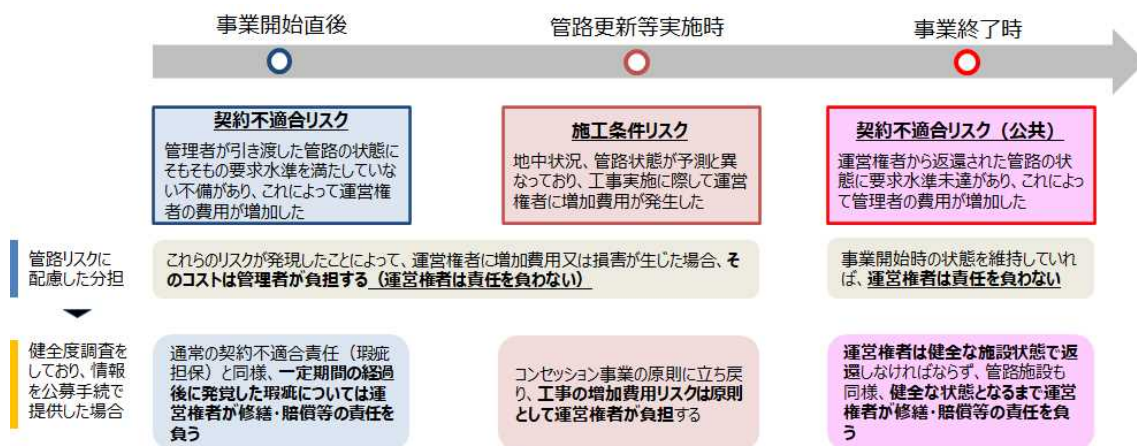 事業開始直後
管路更新等実施時
事業終了時
契約不適合リスク
管理者が引き渡した管路の状態に
そもそもの要求水準を満たしていな
い不備があり、これによって運営権
者の費用が増加した
施工条件リスク
地中状況、管路状態が予測と異
なっており、工事実施に際して運営
権者に増加費用が発生した
契約不適合リスク（公共）
運営権者から返還された管路の状
態に要求水準未達があり、これによっ
て管理者の費用が増加した
管路リスクに
配慮した分担
これらのリスクが発現したことによって、運営権者に増加費用又は損害が生じた場合、そ
のコストは管理者が負担する（運営権者は責任を負わない）
事業開始時の状態を維持してい
れば、運営権者は責任を負わない
健全度調査を
しており、情報
を公募手続で
提供した場合
通常の契約不適合責任（瑕疵
担保）と同様、一定期間の経過
後に発覚した瑕疵については運
営権者が修繕・賠償等の責任を
負う
コンセッション事業の原則に立ち戻
り、工事の増加費用リスクは原則
として運営権者が負担する
運営権者は健全な施設状態で返
還しなければならず、管路施設も
同様、健全な状態となるまで運営
権者が修繕・賠償等の責任を負
う